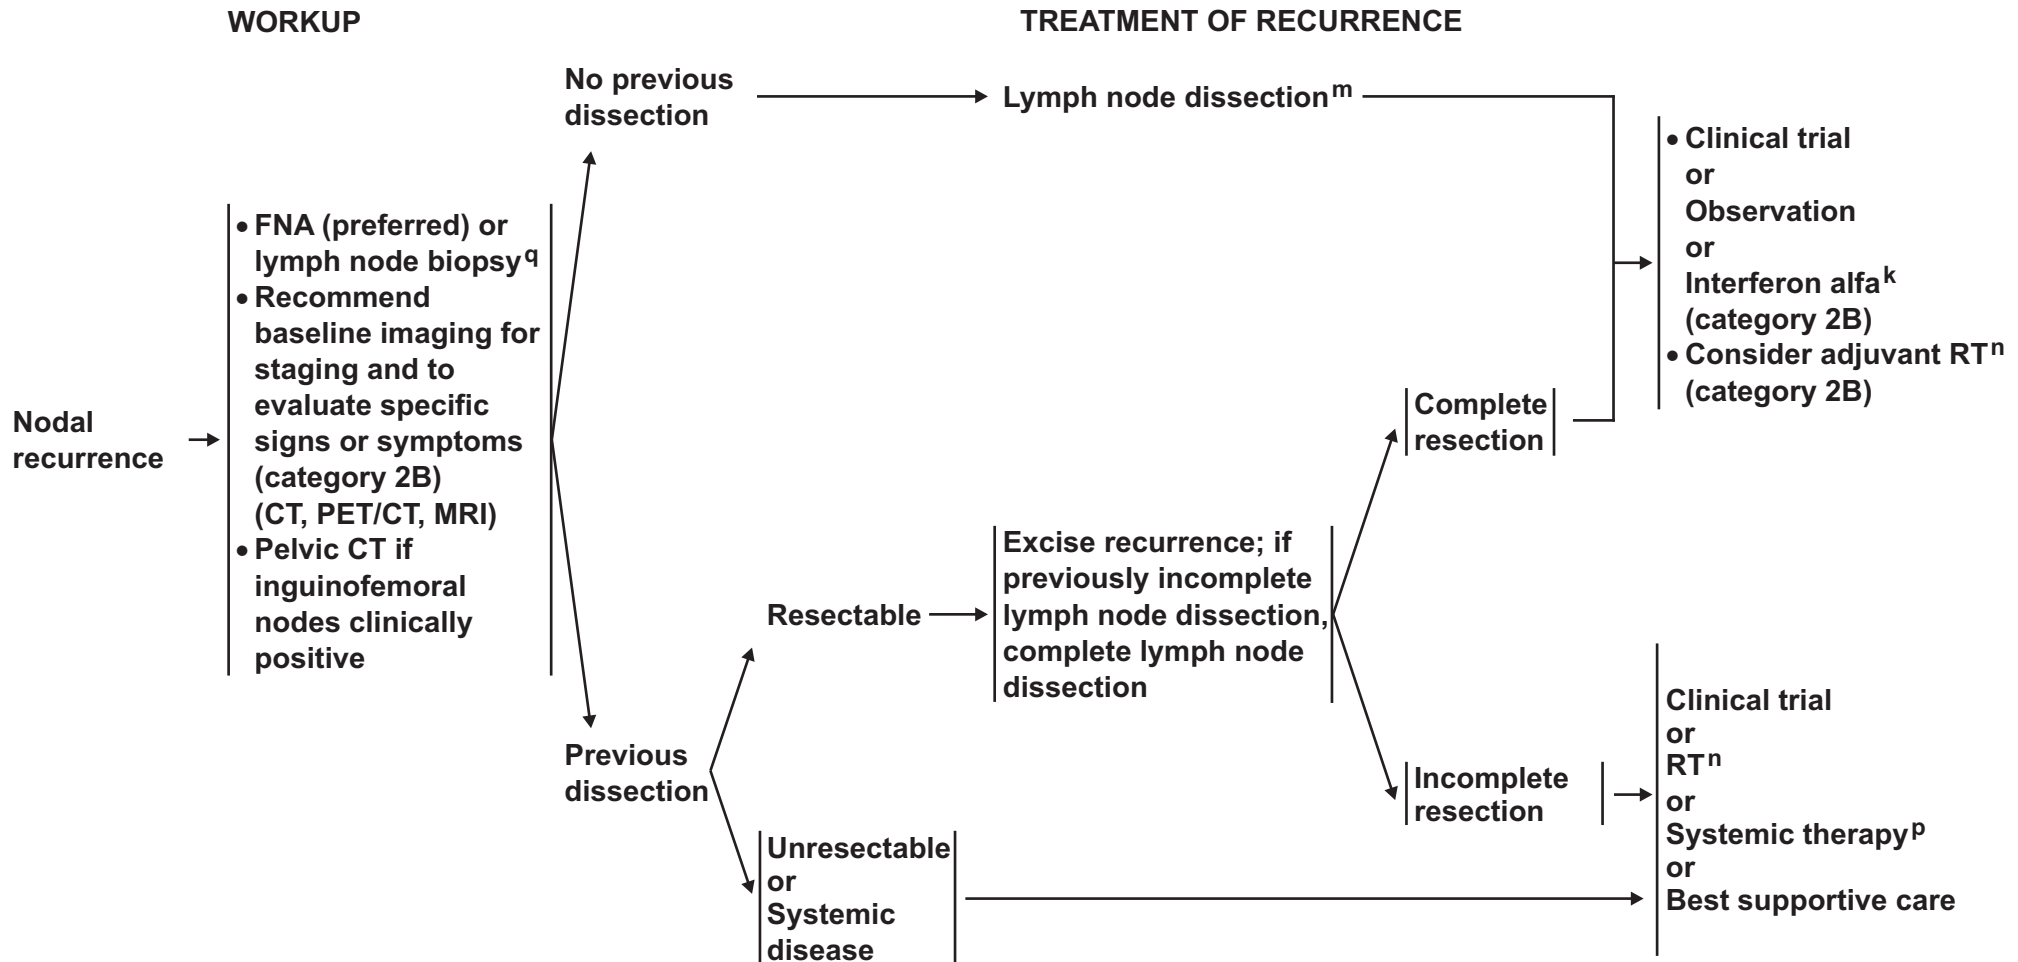 WORKUP
TREATMENT OF RECURRENCE
Nodal
recurrence
• FNA (preferred) or
lymph node biopsyq
• Recommend
baseline imaging for
staging and to
evaluate specific
signs or symptoms
(category 2B)
(CT, PET/CT, MRI)
• Pelvic CT if
inguinofemoral
nodes clinically
positive
No previous
dissection
Lymph node dissectionm
• Clinical trial
or
Observation
or
Interferon alfak
(category 2B)
• Consider adjuvant RTn
(category 2B)
Previous
dissection
Resectable
Excise recurrence; if
previously incomplete
lymph node dissection,
complete lymph node
dissection
Complete
resection
Incomplete
resection
Unresectable
or
Systemic
disease
Clinical trial
or
RTn
or
Systemic therapyp
or
Best supportive care